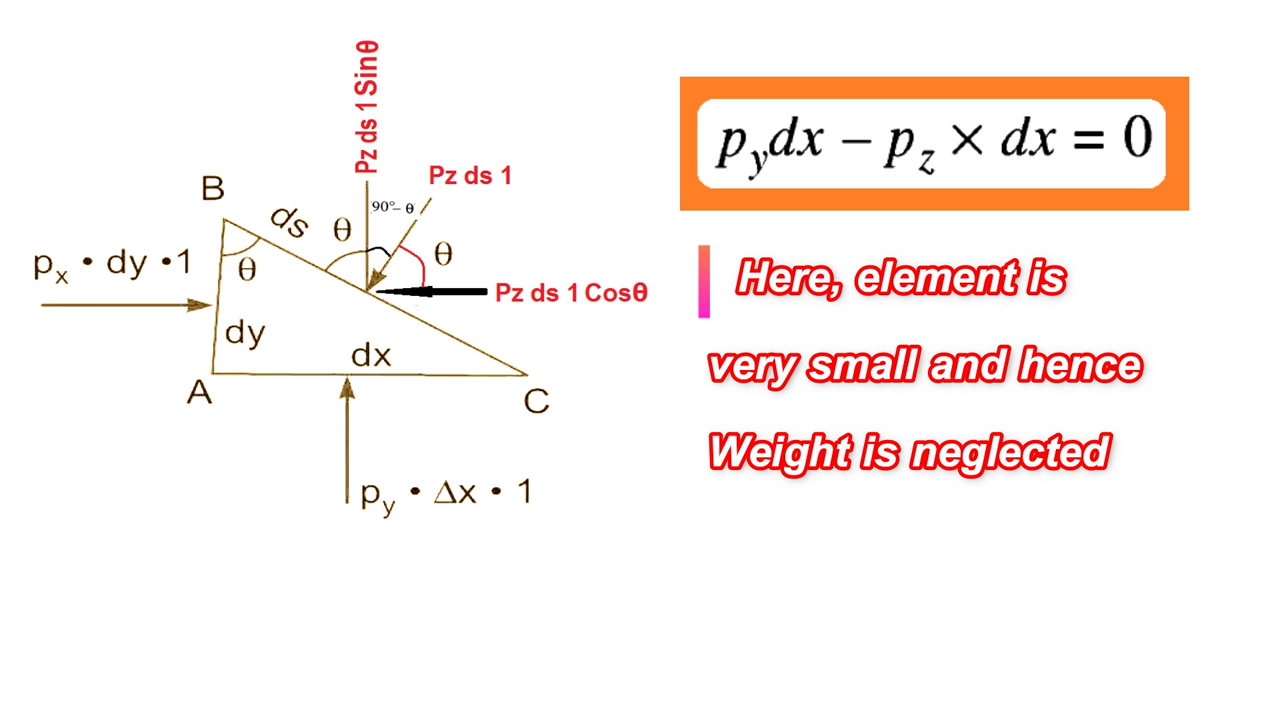 Pz ds 1 Sinθ
Pz ds 1
90°– θ
B
ds
θ
θ
θ
px • dy •1
Pz ds 1 Cosθ
dy
dx
A
C
py • Δx • 1
pydx – pz × dx = 0
Here, element is
very small and hence
Weight is neglected